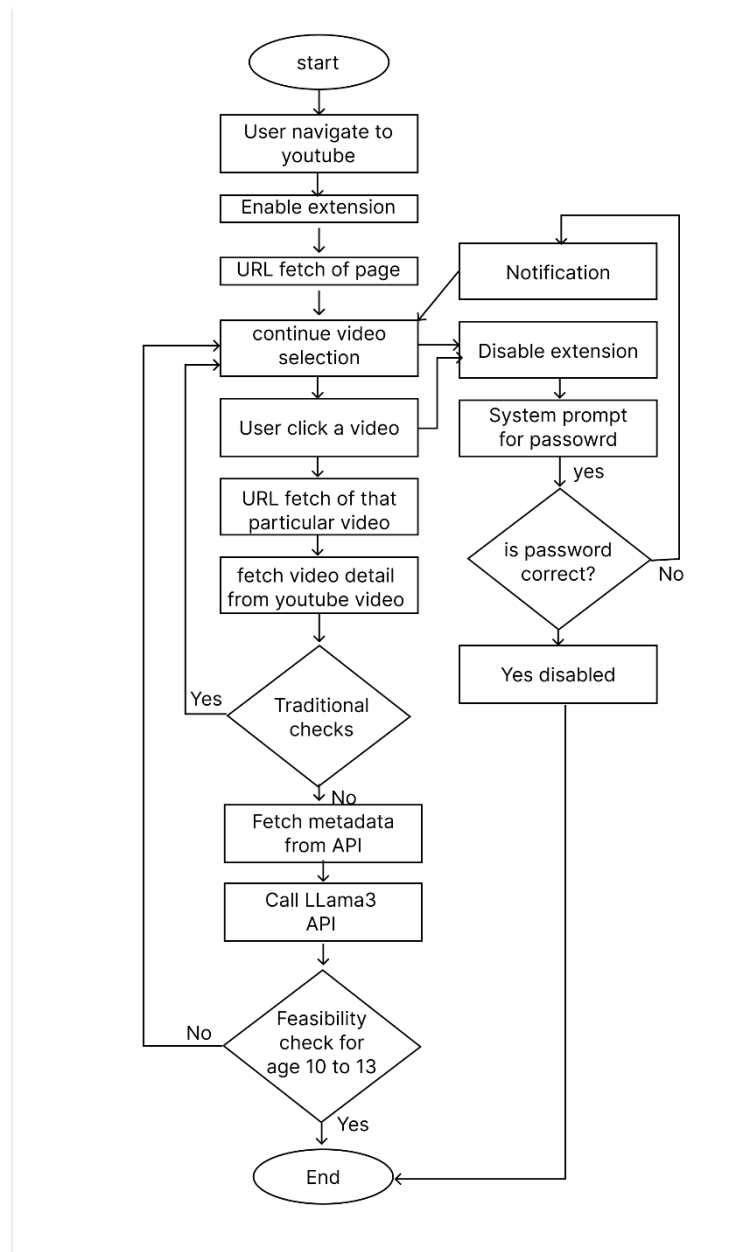 start
User navigate to
youtube
Enable extension
URL fetch of page
Notification
continue video
selection
Disable extension
User click a video
System prompt
for passowrd
yes
URL fetch of that
particular video
is password
correct?
No
fetch video detail
from youtube video
Yes disabled
Yes
Traditional
checks
No
Fetch metadata
from API
Call LLama3
API
Feasibility
check for
age 10 to 13
No
Yes
End